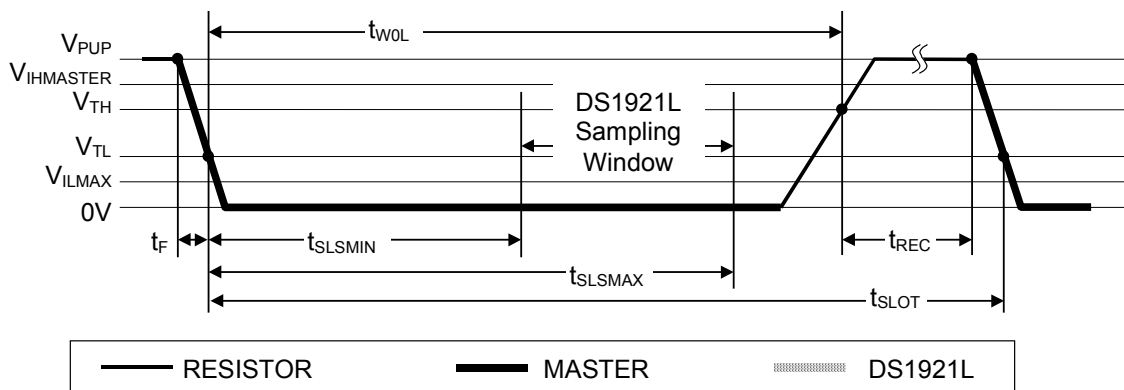 tW0L
VPUP
VIHMASTER
VTH
VTL
VILMAX
0V
DS1921L
Sampling
Window
tF
tSLSMIN
tREC
tSLSMAX
tSLOT
RESISTOR MASTER DS1921L